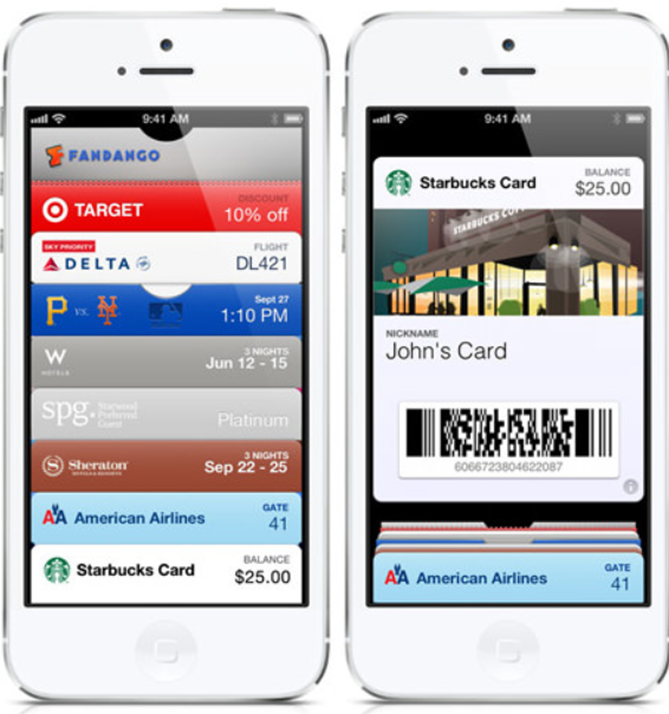 9:41 AM
FANDANGO
TARGET
DISCOUNT
10% off
SKY PRIORITY
DELTA
FLIGHT
DL421
P vs. NY
Sept 27
1:10 PM
W
HOTELS
3 NIGHTS
Jun 12 - 15
spg.
Starwood
Preferred
Guest
Platinum
S
Sheraton
3 NIGHTS
Sep 22 - 25
AA American Airlines
GATE
41
Starbucks Card
BALANCE
$25.00
9:41 AM
Starbucks Card
BALANCE
$25.00
STARBUCKS COF
NICKNAME
John's Card
6066723804622087
AA American Airlines
GATE
41